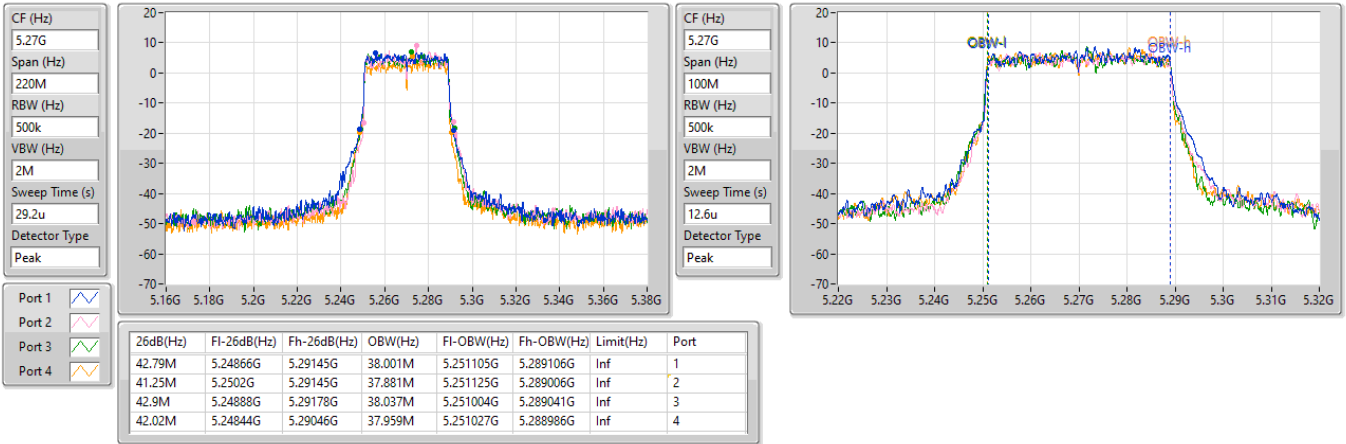 CF (Hz)
5.27G
Span (Hz)
220M
RBW (Hz)
500k
VBW (Hz)
2M
Sweep Time (s)
29.2u
Detector Type
Peak
20-
10-
0-
-10-
-20-
-30-
-40-
-50-
-60-
-70-
5.16G 5.18G 5.2G 5.22G 5.24G 5.26G 5.28G 5.3G 5.32G 5.34G 5.36G 5.38G
CF (Hz)
5.27G
Span (Hz)
100M
RBW (Hz)
500k
VBW (Hz)
2M
Sweep Time (s)
12.6u
Detector Type
Peak
20-
10-
0-
-10-
-20-
-30-
-40-
-50-
-60-
-70-
OBW-l
OBW-h
OBW-h
5.22G 5.23G 5.24G 5.25G 5.26G 5.27G 5.28G 5.29G 5.3G 5.31G 5.32G
Port 1
Port 2
Port 3
Port 4
26dB(Hz) Fl-26dB(Hz) Fh-26dB(Hz) OBW(Hz) Fl-OBW(Hz) Fh-OBW(Hz) Limit(Hz) Port
42.79M 5.24866G 5.29145G 38.001M 5.251105G 5.289106G Inf 1
41.25M 5.2502G 5.29145G 37.881M 5.251125G 5.289006G Inf 2
42.9M 5.24888G 5.29178G 38.037M 5.251004G 5.289041G Inf 3
42.02M 5.24844G 5.29046G 37.959M 5.251027G 5.288986G Inf 4